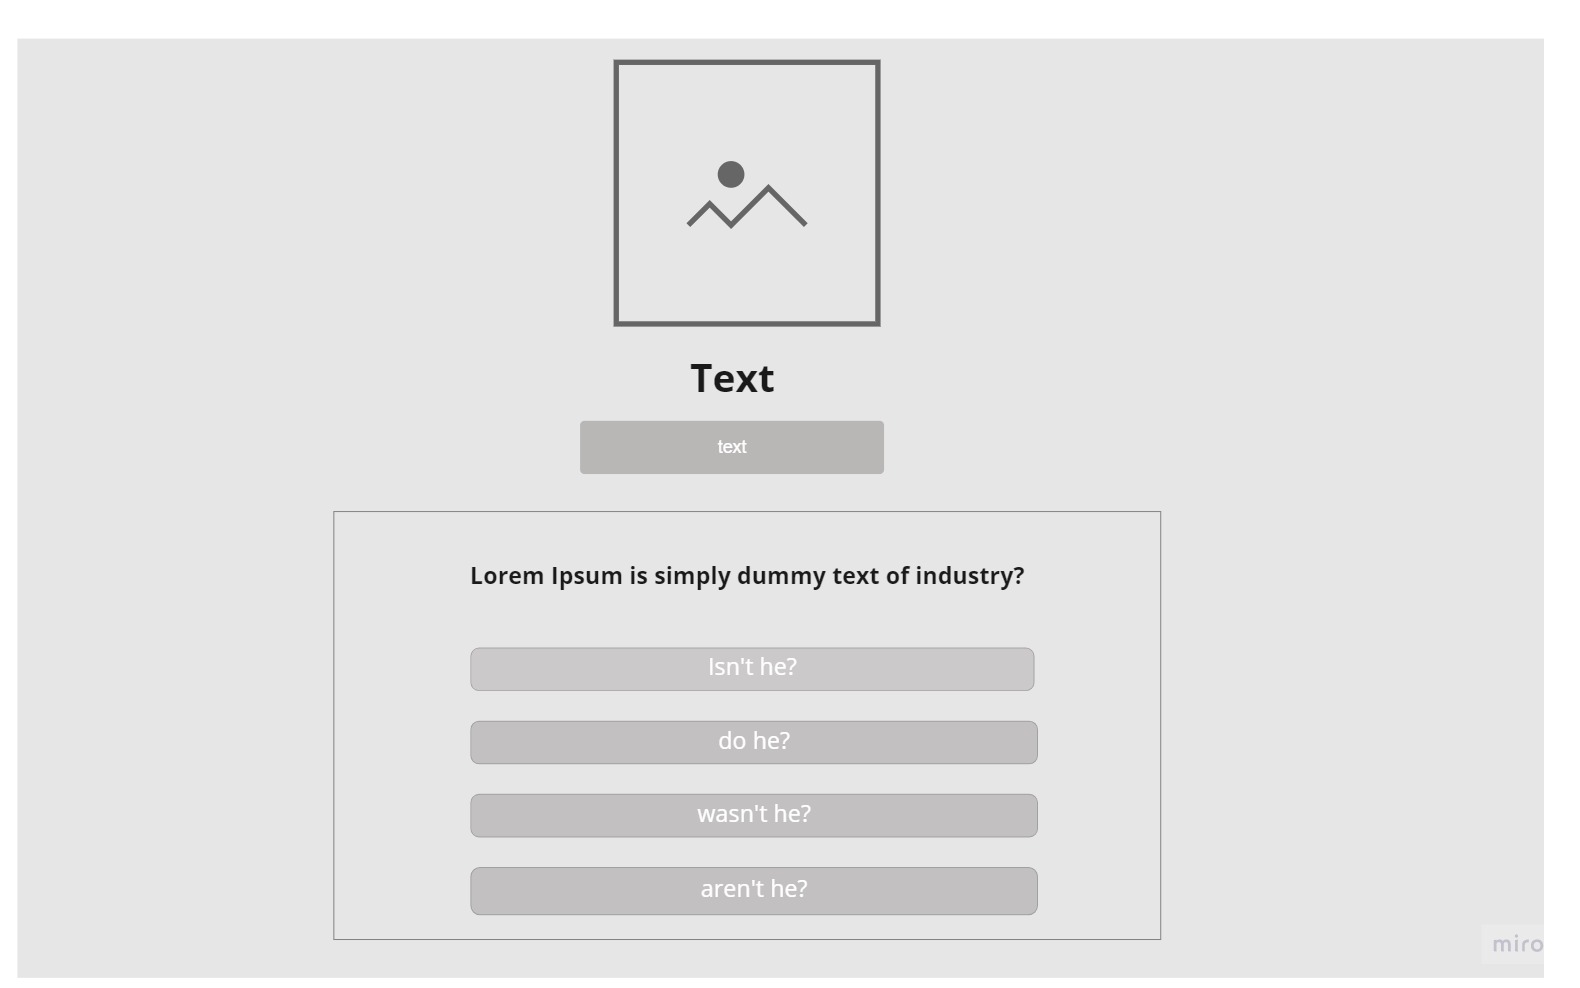 Text
text
Lorem Ipsum is simply dummy text of industry?
Isn't he?
do he?
wasn't he?
aren't he?
miro